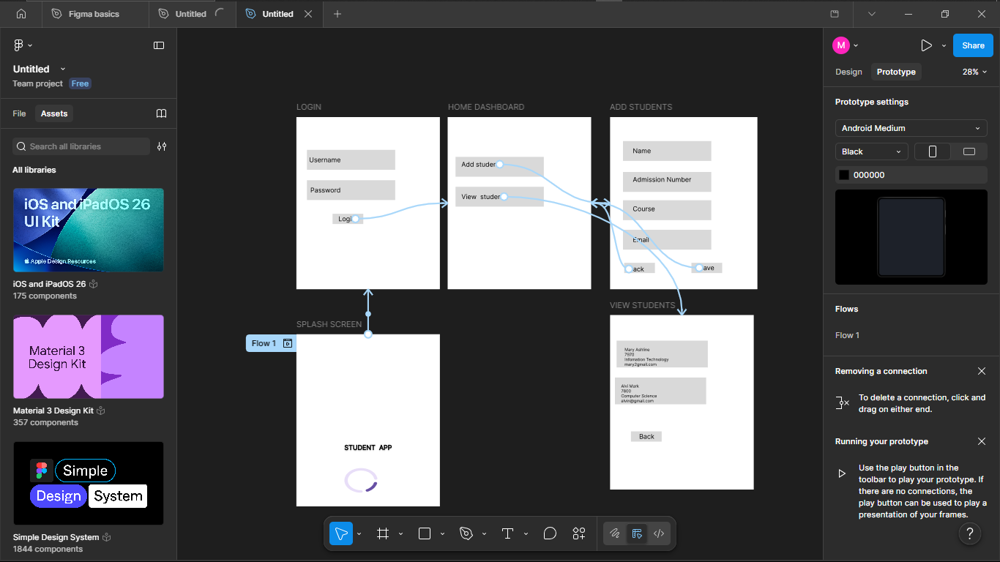 Figma basics
Untitled
Untitled
Untitled
Team project
Free
File
Assets
Search all libraries
All libraries
iOS and iPadOS 26
UI Kit
Apple Design Resources
iOS and iPadOS 26
175 components
Material 3
Design Kit
Material 3 Design Kit
357 components
Simple
Design System
Simple Design System
1844 components
LOGIN
Username
Password
Logi
HOME DASHBOARD
Add studen
View studen
ADD STUDENTS
Name
Admission Number
Course
Email
ack
ave
SPLASH SCREEN
Flow 1
STUDENT APP
VIEW STUDENTS
Mary Ashline
7970
Infomation Technology
mary2gmail.com
Alvi Mark
7800
Computer Science
alvin@gmail.com
Back
M
Share
Design
Prototype
28%
Prototype settings
Android Medium
Black
000000
Flows
Flow 1
Removing a connection
To delete a connection, click and
drag on either end.
Running your prototype
Use the play button in the
toolbar to play your prototype. If
there are no connections, the
play button can be used to play a
presentation of your frames.
?